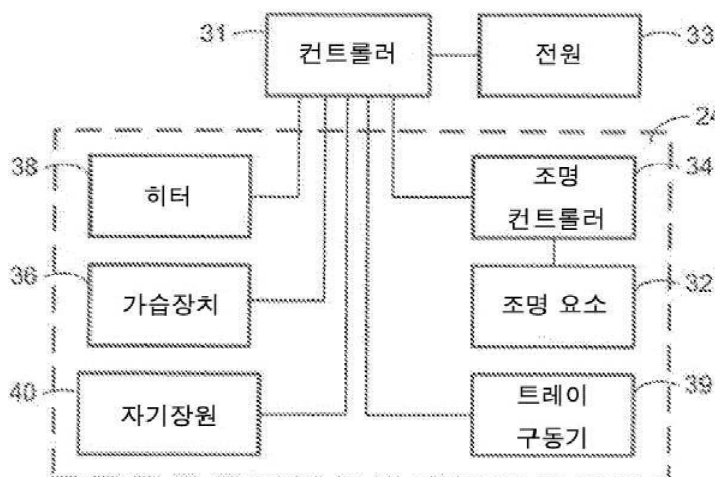 31
컨트롤러
전원
33
24
38
히터
조명
컨트롤러
34
36
가습장치
조명 요소
32
40
자기장원
트레이
구동기
39